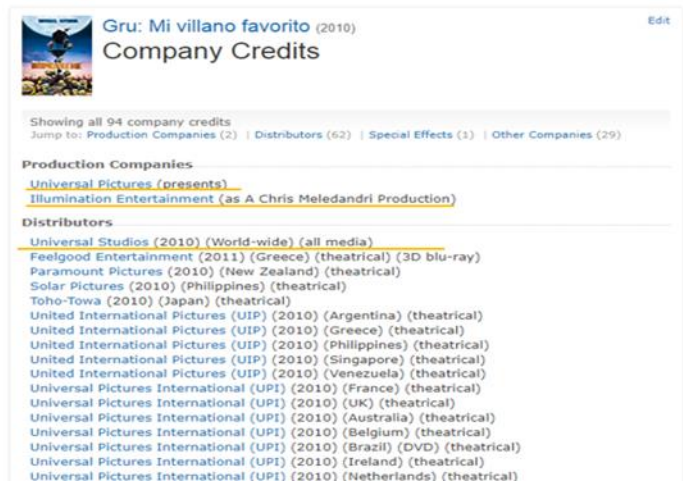 Gru: Mi villano favorito (2010)
Edit
Company Credits
Showing all 94 company credits
Jump to: Production Companies (2) | Distributors (62) | Special Effects (1) | Other Companies (29)
Production Companies
Universal Pictures (presents)
Illumination Entertainment (as A Chris Meledandri Production)
Distributors
Universal Studios (2010) (World-wide) (all media)
Feelgood Entertainment (2011) (Greece) (theatrical) (3D blu-ray)
Paramount Pictures (2010) (New Zealand) (theatrical)
Solar Pictures (2010) (Philippines) (theatrical)
Toho-Towa (2010) (Japan) (theatrical)
United International Pictures (UIP) (2010) (Argentina) (theatrical)
United International Pictures (UIP) (2010) (Greece) (theatrical)
United International Pictures (UIP) (2010) (Philippines) (theatrical)
United International Pictures (UIP) (2010) (Singapore) (theatrical)
United International Pictures (UIP) (2010) (Venezuela) (theatrical)
Universal Pictures International (UPI) (2010) (France) (theatrical)
Universal Pictures International (UPI) (2010) (UK) (theatrical)
Universal Pictures International (UPI) (2010) (Australia) (theatrical)
Universal Pictures International (UPI) (2010) (Belgium) (theatrical)
Universal Pictures International (UPI) (2010) (Brazil) (DVD) (theatrical)
Universal Pictures International (UPI) (2010) (Ireland) (theatrical)
Universal Pictures International (UPI) (2010) (Netherlands) (theatrical)